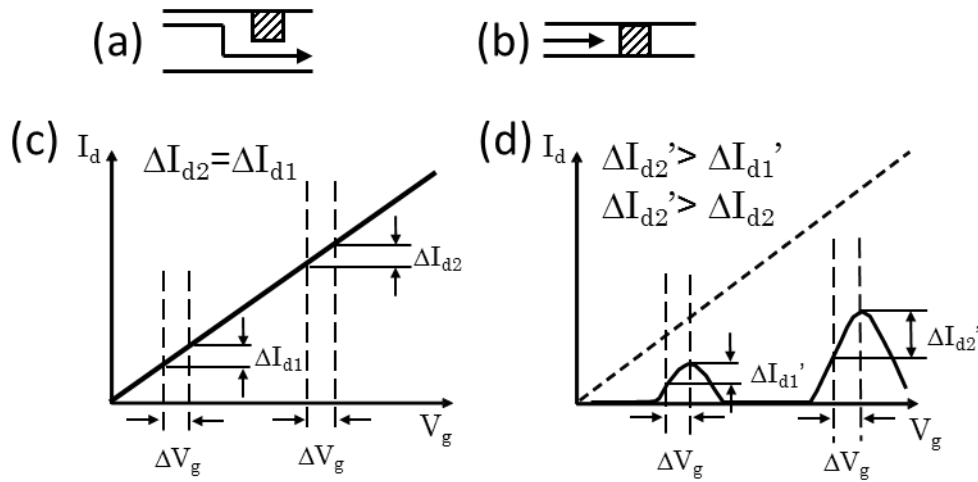 (a)
(b)
(c)
I_d
ΔI_d2=ΔI_d1
ΔI_d2
ΔI_d1
ΔV_g
ΔV_g
V_g
(d)
I_d
ΔI_d2’> ΔI_d1’
ΔI_d2’> ΔI_d2
ΔI_d1’
ΔI_d2’
ΔV_g
ΔV_g
V_g